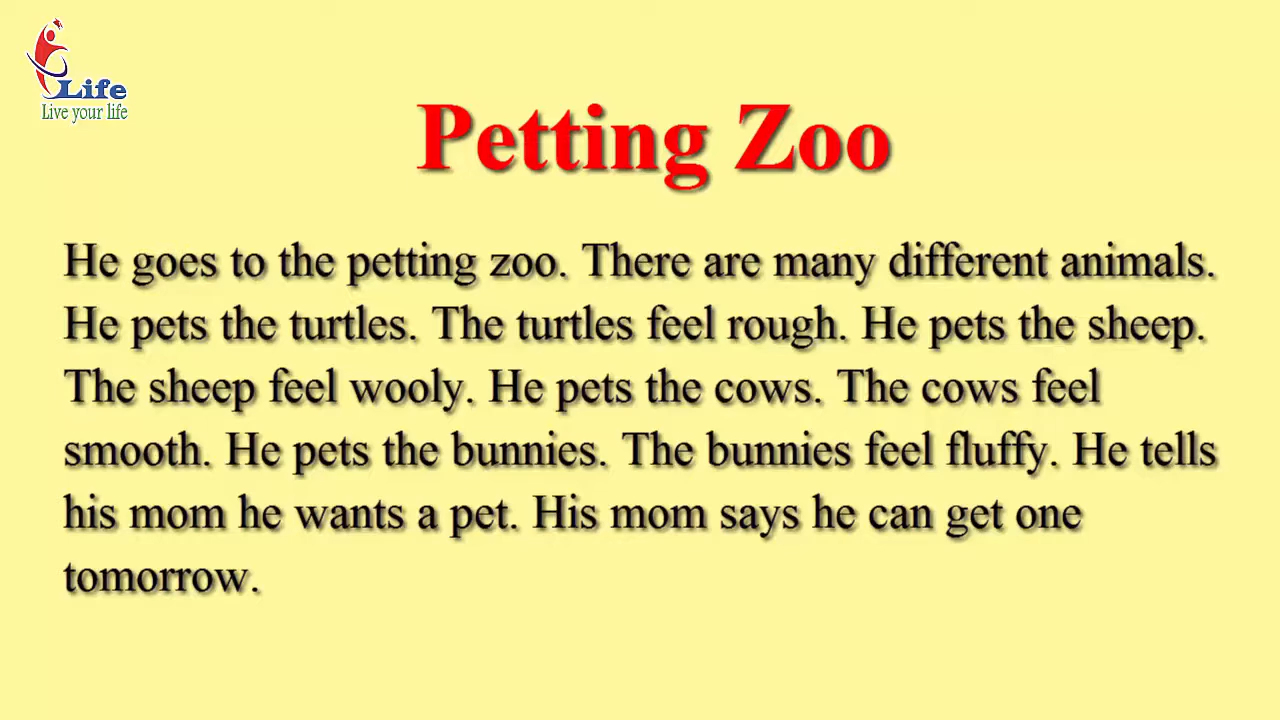 Life
Live your life
Petting Zoo
He goes to the petting zoo. There are many different animals.
He pets the turtles. The turtles feel rough. He pets the sheep.
The sheep feel wooly. He pets the cows. The cows feel
smooth. He pets the bunnies. The bunnies feel fluffy. He tells
his mom he wants a pet. His mom says he can get one
tomorrow.